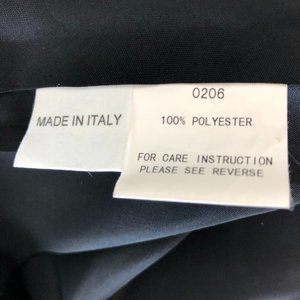 MADE IN ITALY
0206
100% POLYESTER
FOR CARE INSTRUCTION
PLEASE SEE REVERSE